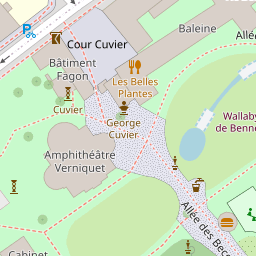 Baleine
Allé
Cour Cuvier
Bâtiment
Fagon
Les Belles
Plantes
Cuvier
George
Cuvier
Wallaby
de Benne
Amphithéâtre
Verniquet
Allée des Bec
Cabinet